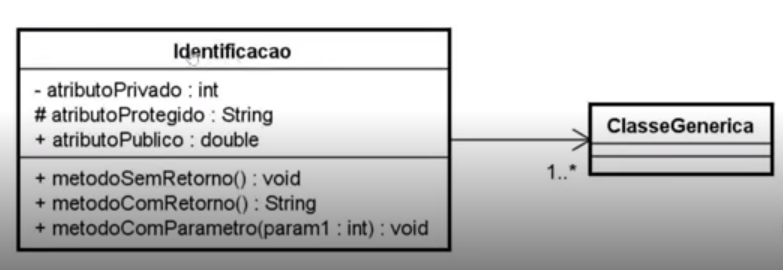 Identificacao
- atributoPrivado : int
# atributoProtegido : String
+ atributoPublico : double
+ metodoSemRetorno() : void
+ metodoComRetorno() : String
+ metodoComParametro(param1 : int) : void
ClasseGenerica
1..*